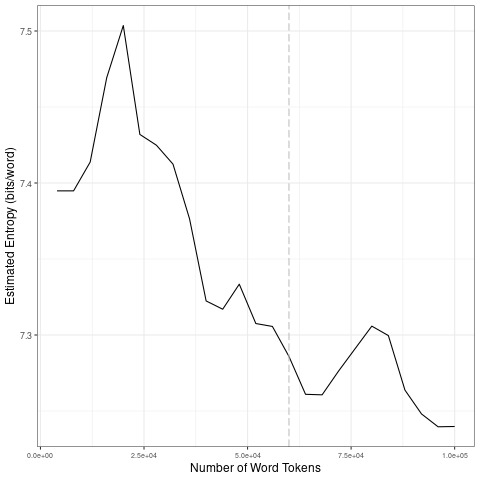 7.5
7.4
7.3
Estimated Entropy (bits/word)
0.0e+00 2.5e+04 5.0e+04 7.5e+04 1.0e+05
Number of Word Tokens